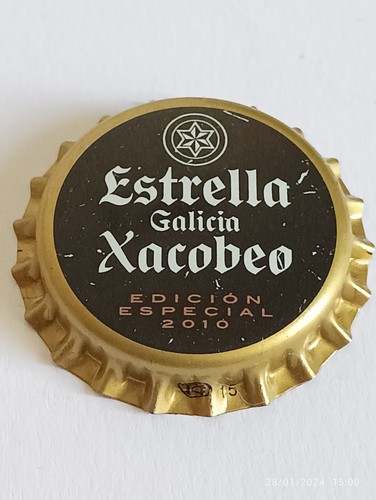 Estrella
Galicia
Xacobeo
EDICIÓN
ESPECIAL
2010
15
28/01/2024 15:00